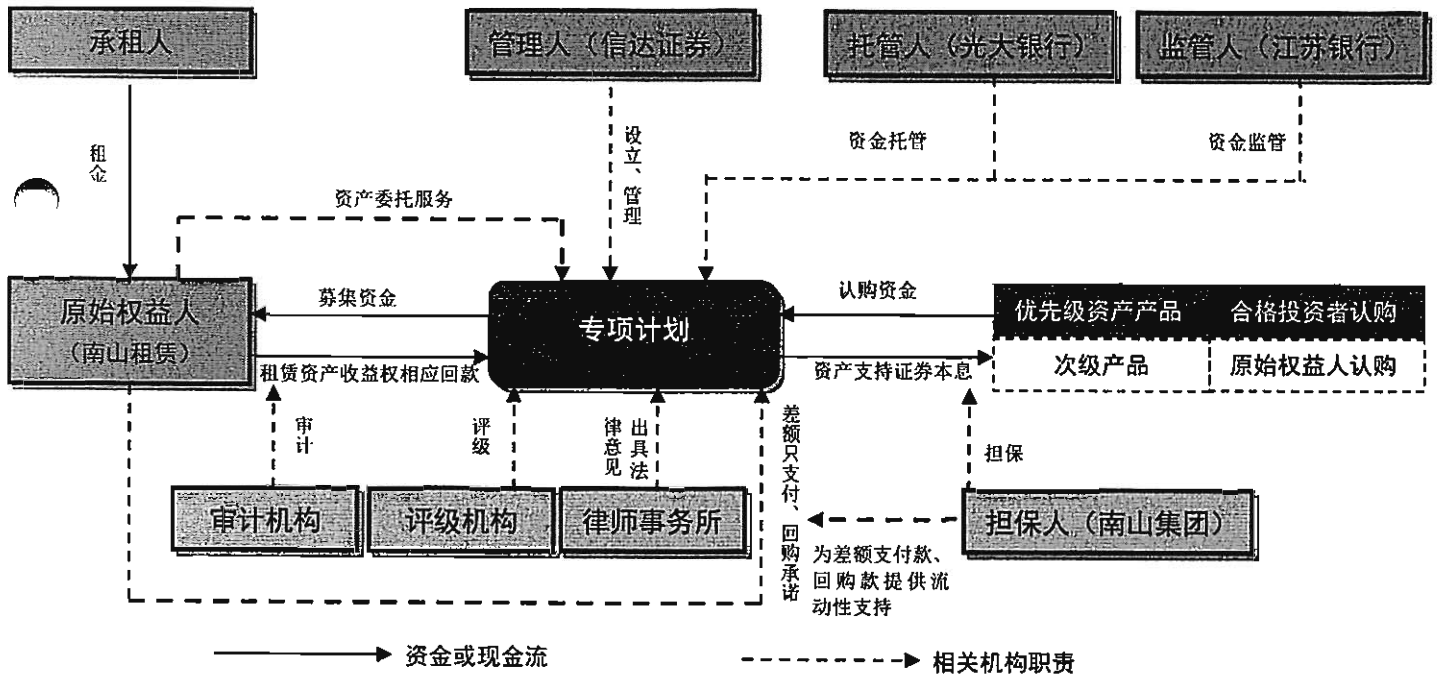 承租人
管理人（信达证券）
托管人（光大银行）
监管人（江苏银行）
租金
设立、管理
资金托管
资金监管
资产委托服务
原始权益人
（南山租赁）
募集资金
专项计划
认购资金
优先级资产产品
合格投资者认购
租赁资产收益权相应回款
资产支持证券本息
次级产品
原始权益人认购
审计
评级
出具法
律意见
差额只支付、回购承诺
担保
审计机构
评级机构
律师事务所
担保人（南山集团）
为差额支付款、
回购款提供流
动性支持
资金或现金流
相关机构职责